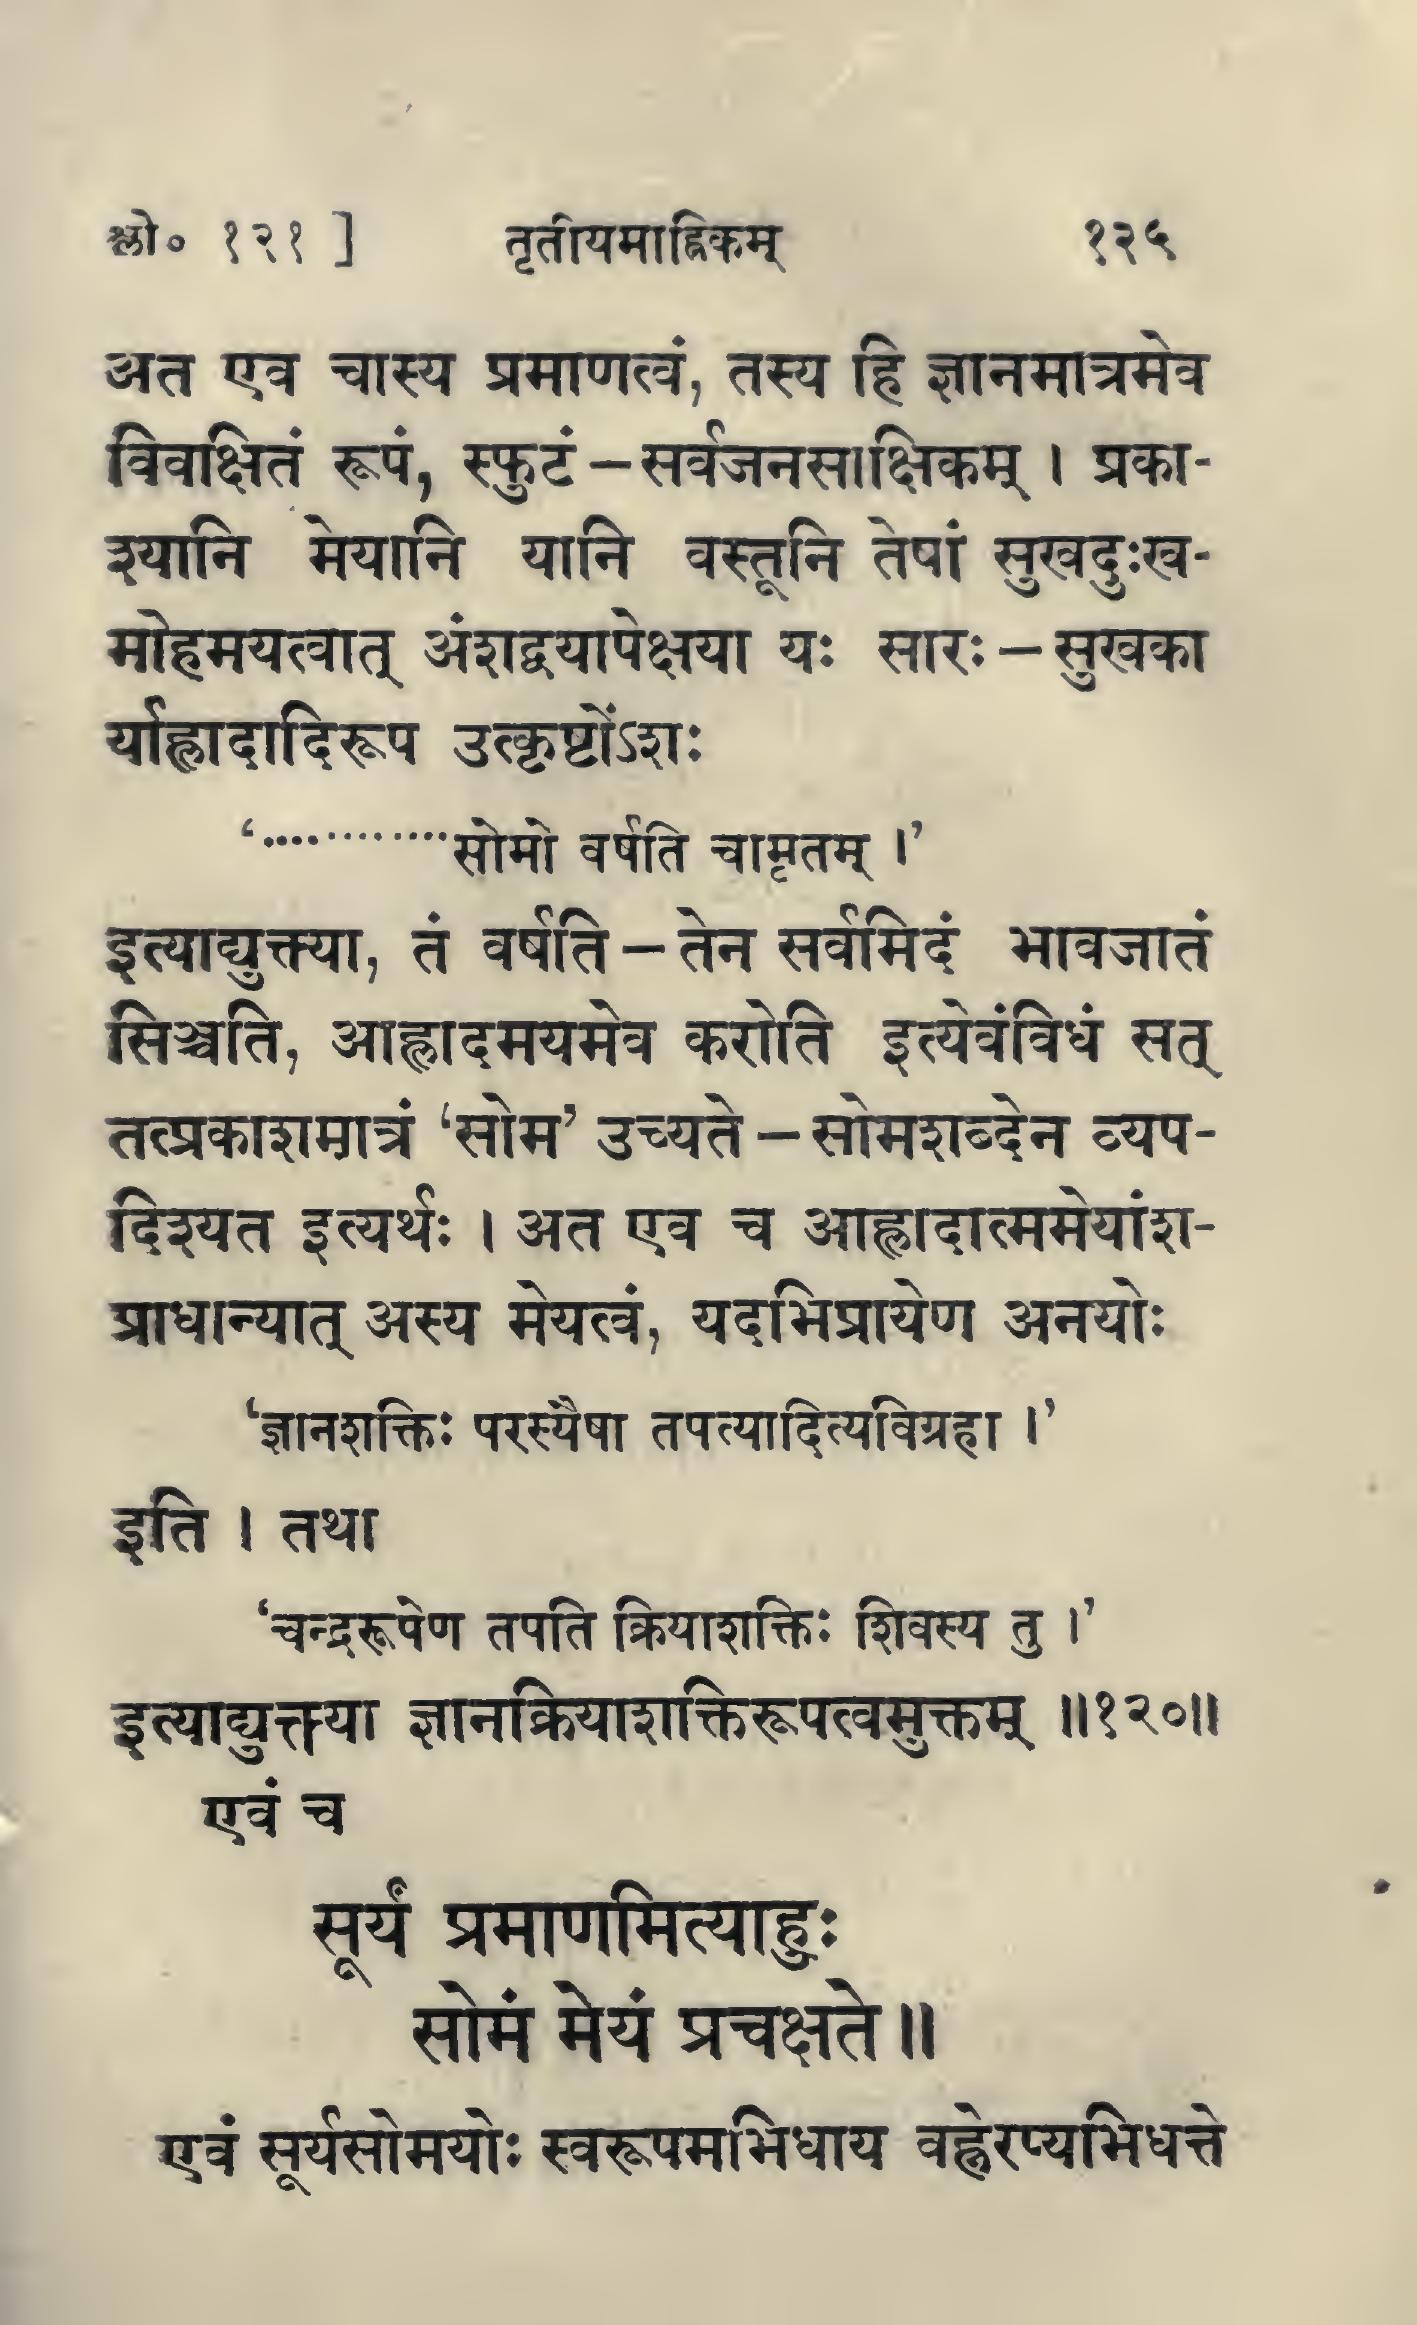 श्लो० १२१ ] तृतीयमाह्निकम् १३५
अत एव चास्य प्रमाणत्वं, तस्य हि ज्ञानमात्रमेव
विवक्षितं रूपं, स्फुटं – सर्वजनसाक्षिकम् । प्रका-
श्यानि मेयानि यानि वस्तूनि तेषां सुखदुःख-
मोहमयत्वात् अंशद्वयापेक्षया यः सारः – सुखका
र्याह्लादादिरूप उत्कृष्टोंऽशः
‘············सोमो वर्षति चामृतम् ।’
इत्याद्युक्त्या, तं वर्षति – तेन सर्वमिदं भावजातं
सिञ्चति, आह्लादमयमेव करोति इत्येवंविधं सत्
तत्प्रकाशमात्रं ‘सोम’ उच्यते – सोमशब्देन व्यप-
दिश्यत इत्यर्थः । अत एव च आह्लादात्ममेयांश-
प्राधान्यात् अस्य मेयत्वं, यदभिप्रायेण अनयोः
‘ज्ञानशक्तिः परस्यैषा तपत्यादित्यविग्रहा ।’
इति । तथा
‘चन्द्ररूपेण तपति क्रियाशक्तिः शिवस्य तु ।’
इत्याद्युक्त्या ज्ञानक्रियाशक्तिरूपत्वमुक्तम् ॥१२०॥
एवं च
सूर्यं प्रमाणमित्याहुः
सोमं मेयं प्रचक्षते ॥
एवं सूर्यसोमयोः स्वरूपमभिधाय वह्नेरप्यभिधत्ते